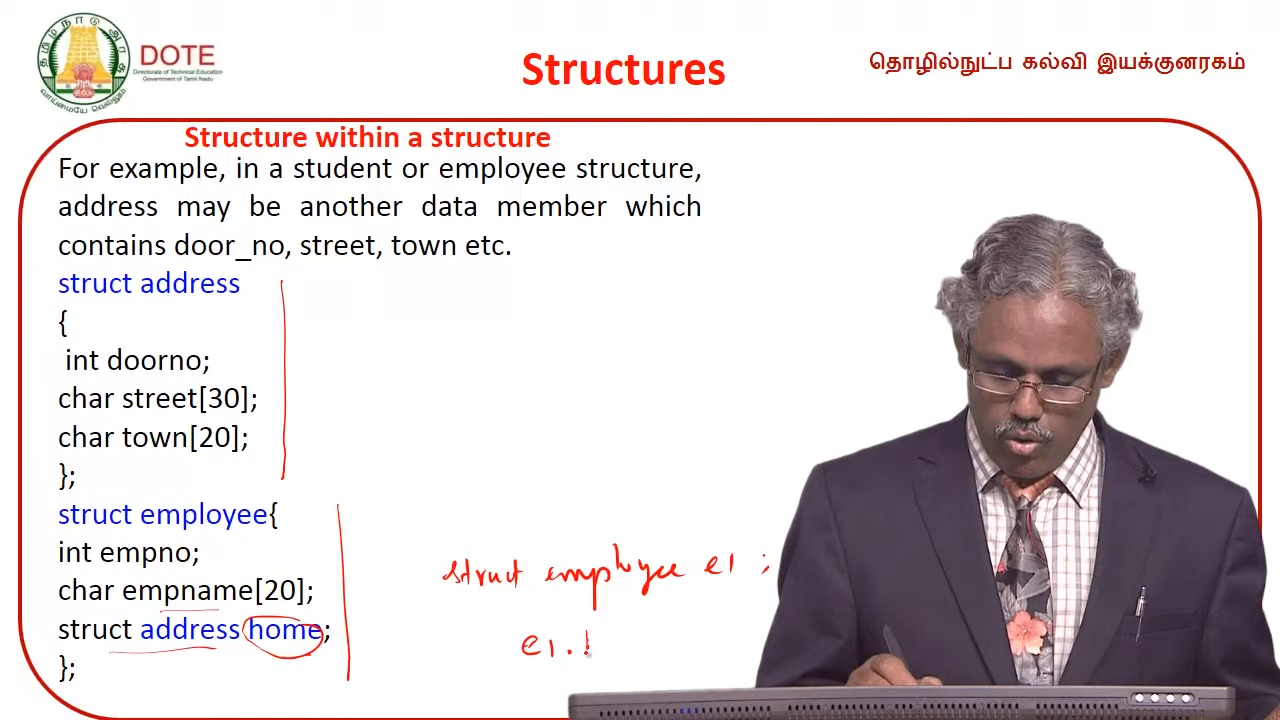 தமிழ்நாடு அரசு
வாய்மையே வெல்லும்
DOTE
Directorate of Technical Education
Government of Tamil Nadu
Structures
தொழில்நுட்ப கல்வி இயக்குனரகம்
Structure within a structure
For example, in a student or employee structure,
address may be another data member which
contains door_no, street, town etc.
struct address
{
int doorno;
char street[30];
char town[20];
};
struct employee{
int empno;
char empname[20];
struct address home;
};
struct employee e1 ;
e1.